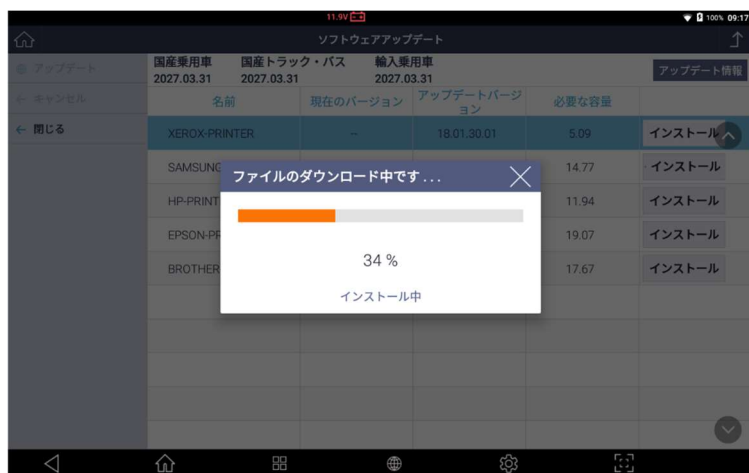 11.9V
100% 09:17
ソフトウェアアップデート
アップデート
国産乗用車 国産トラック・バス 輸入乗用車
2027.03.31 2027.03.31 2027.03.31
アップデート情報
キャンセル
名前 現在のバージョン アップデートバージョン 必要な容量
閉じる
XEROX-PRINTER -- 18.01.30.01 5.09 インストール
SAMSUNG 14.77 インストール
ファイルのダウンロード中です . . .
HP-PRINT 11.94 インストール
EPSON-PR 19.07 インストール
34 %
BROTHER 17.67 インストール
インストール中